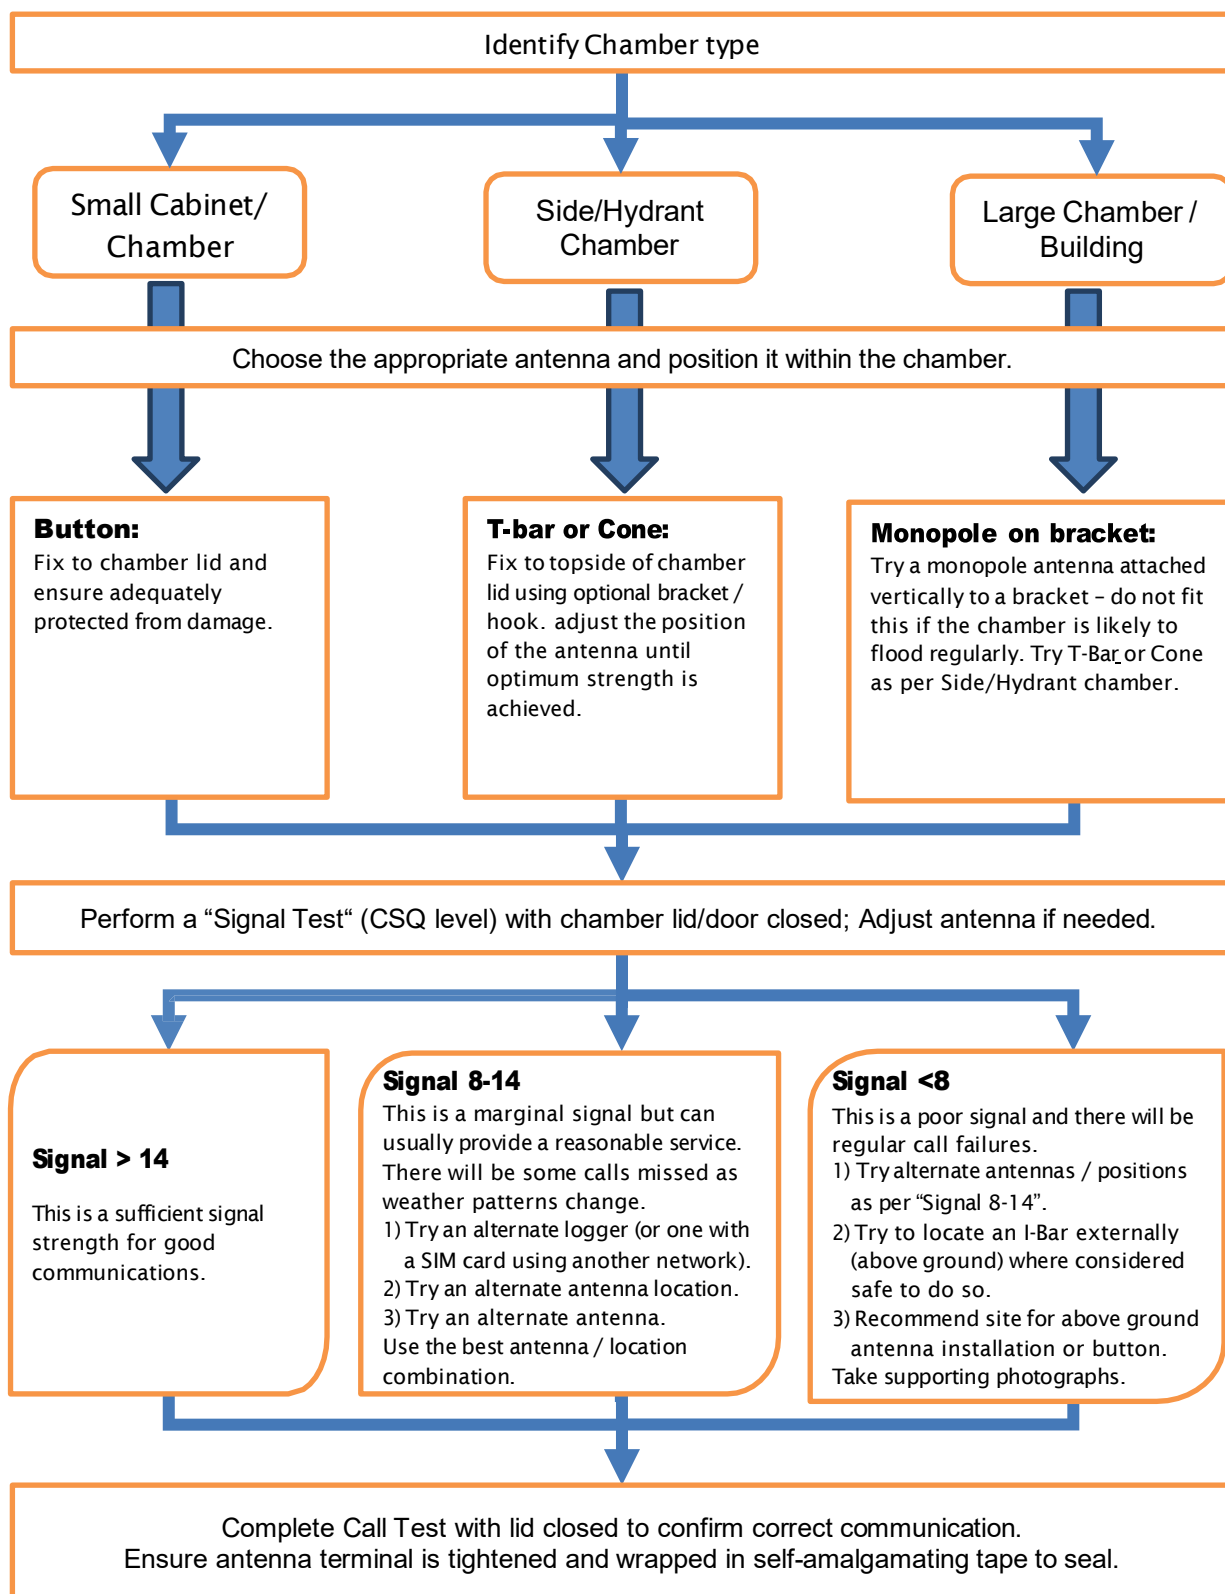 Identify Chamber type
Small Cabinet/
Chamber
Side/Hydrant
Chamber
Large Chamber /
Building
Choose the appropriate antenna and position it within the chamber.
Button:
Fix to chamber lid and
ensure adequately
protected from damage.
T-bar or Cone:
Fix to topside of chamber
lid using optional bracket /
hook. adjust the position
of the antenna until
optimum strength is
achieved.
Monopole on bracket:
Try a monopole antenna attached
vertically to a bracket – do not fit
this if the chamber is likely to
flood regularly. Try T-Bar or Cone
as per Side/Hydrant chamber.
Perform a “Signal Test“ (CSQ level) with chamber lid/door closed; Adjust antenna if needed.
Signal > 14
This is a sufficient signal
strength for good
communications.
Signal 8-14
This is a marginal signal but can
usually provide a reasonable service.
There will be some calls missed as
weather patterns change.
1) Try an alternate logger (or one with
a SIM card using another network).
2) Try an alternate antenna location.
3) Try an alternate antenna.
Use the best antenna / location
combination.
Signal <8
This is a poor signal and there will be
regular call failures.
1) Try alternate antennas / positions
as per “Signal 8-14”.
2) Try to locate an I-Bar externally
(above ground) where considered
safe to do so.
3) Recommend site for above ground
antenna installation or button.
Take supporting photographs.
Complete Call Test with lid closed to confirm correct communication.
Ensure antenna terminal is tightened and wrapped in self-amalgamating tape to seal.